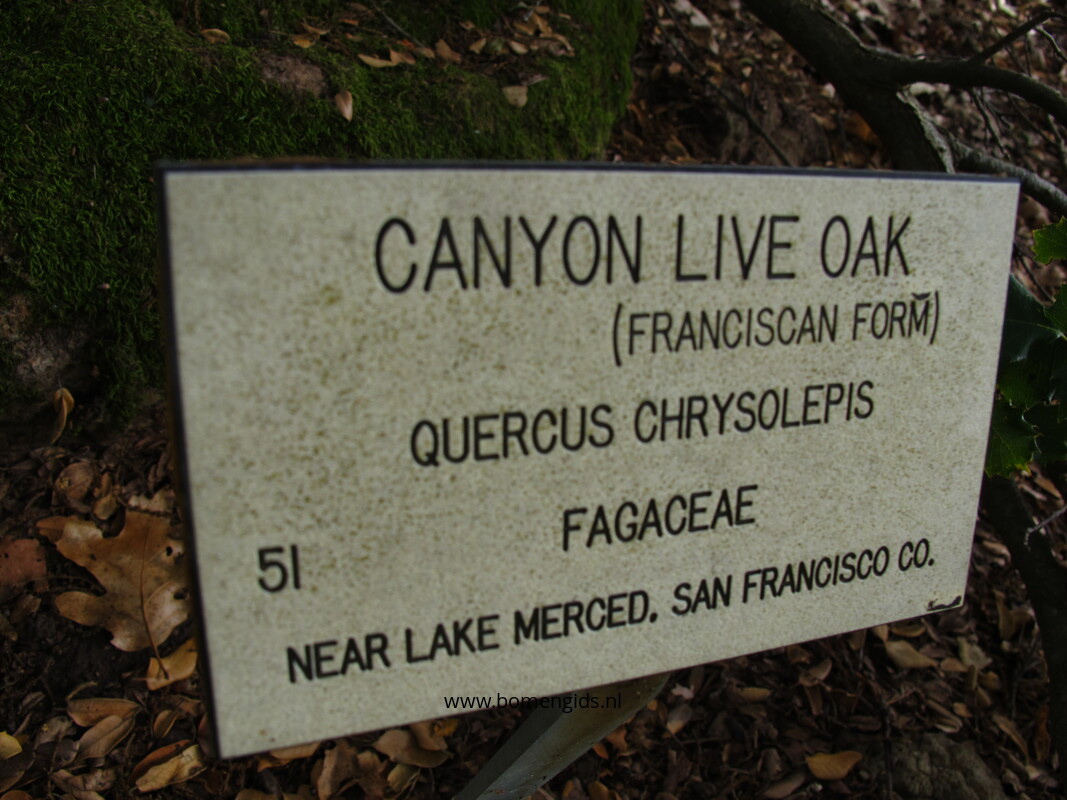 CANYON LIVE OAK
(FRANCISCAN FORM)
QUERCUS CHRYSOLEPIS
FAGACEAE
51
NEAR LAKE MERCED, SAN FRANCISCO CO.
www.bomengids.nl